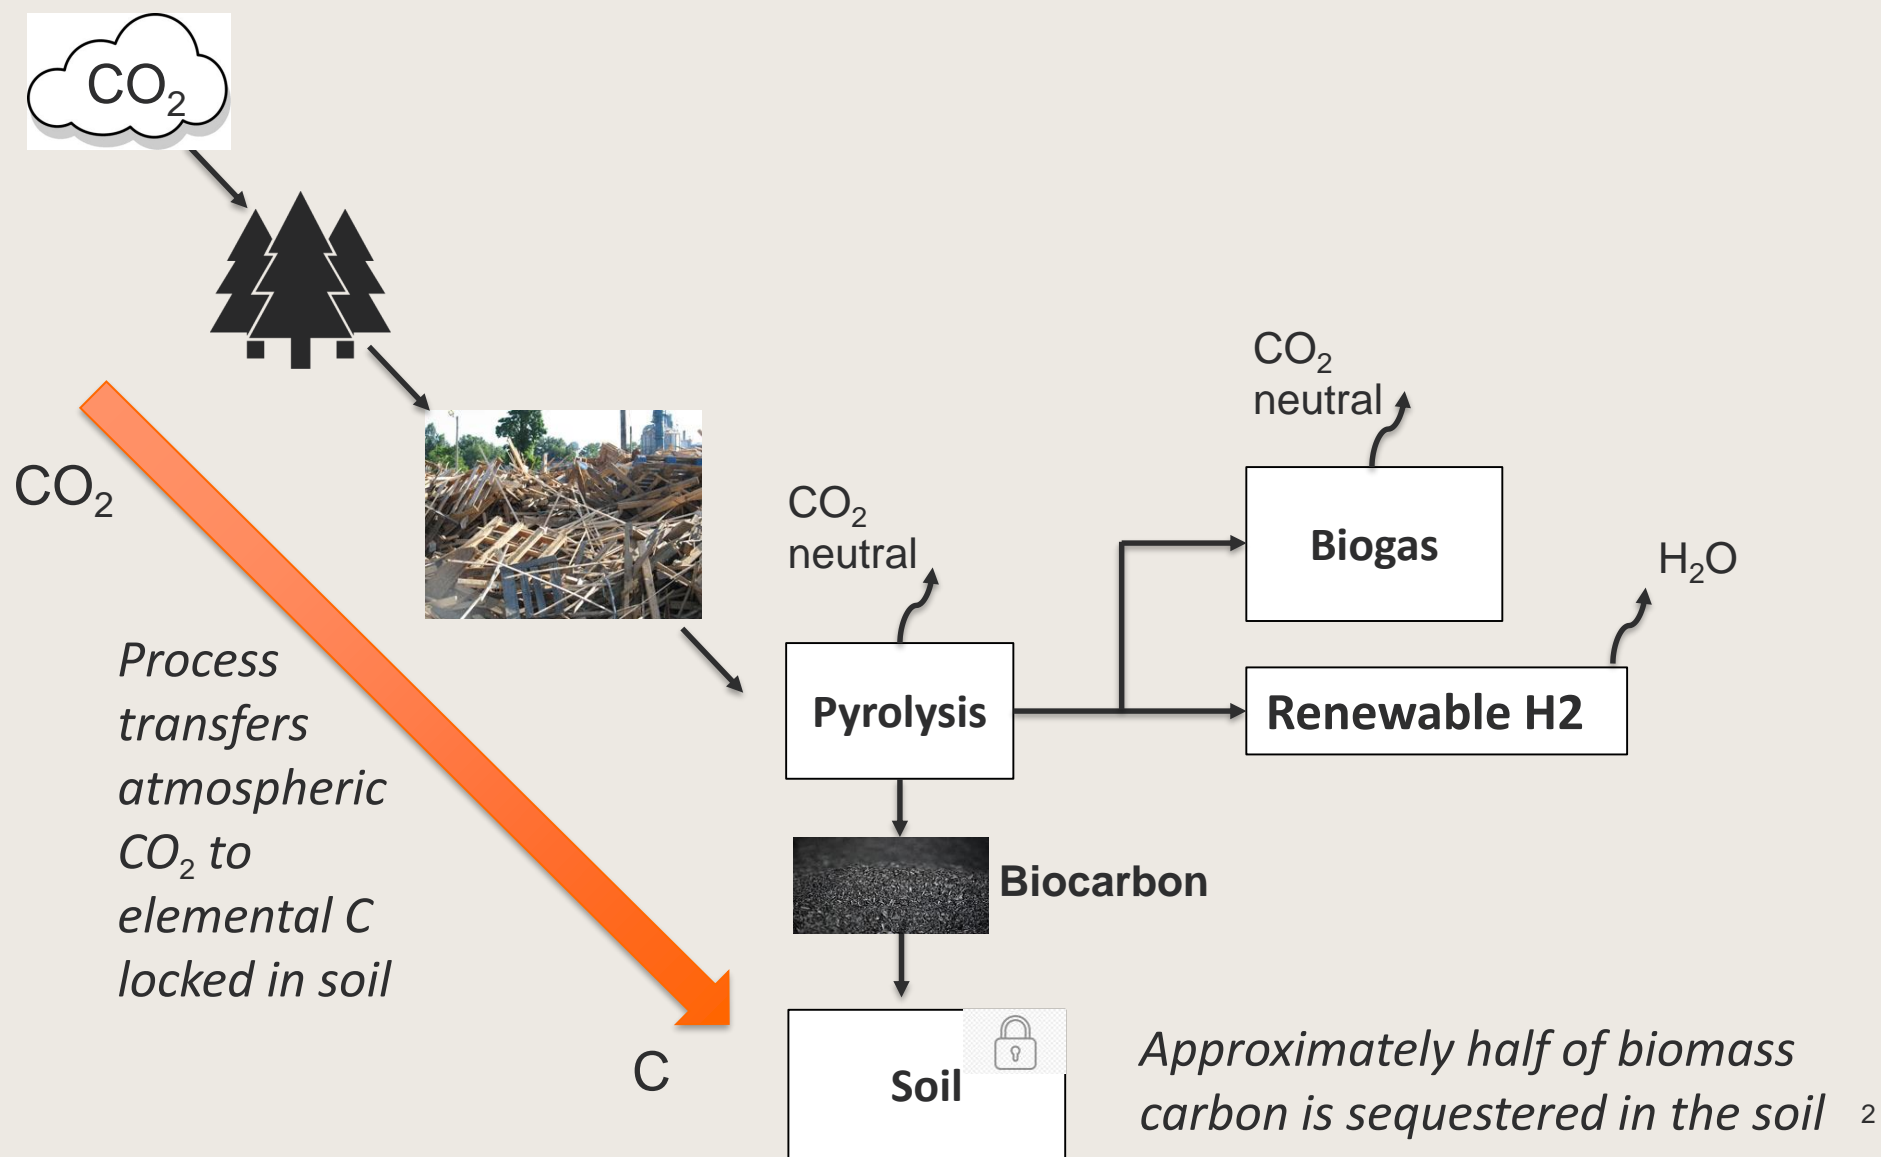 CO₂
CO₂
neutral
CO₂
CO₂
neutral
Biogas
H₂O
Process
transfers
atmospheric
CO₂ to
elemental C
locked in soil
Pyrolysis
Renewable H2
Biocarbon
C
Soil
Approximately half of biomass
carbon is sequestered in the soil
2